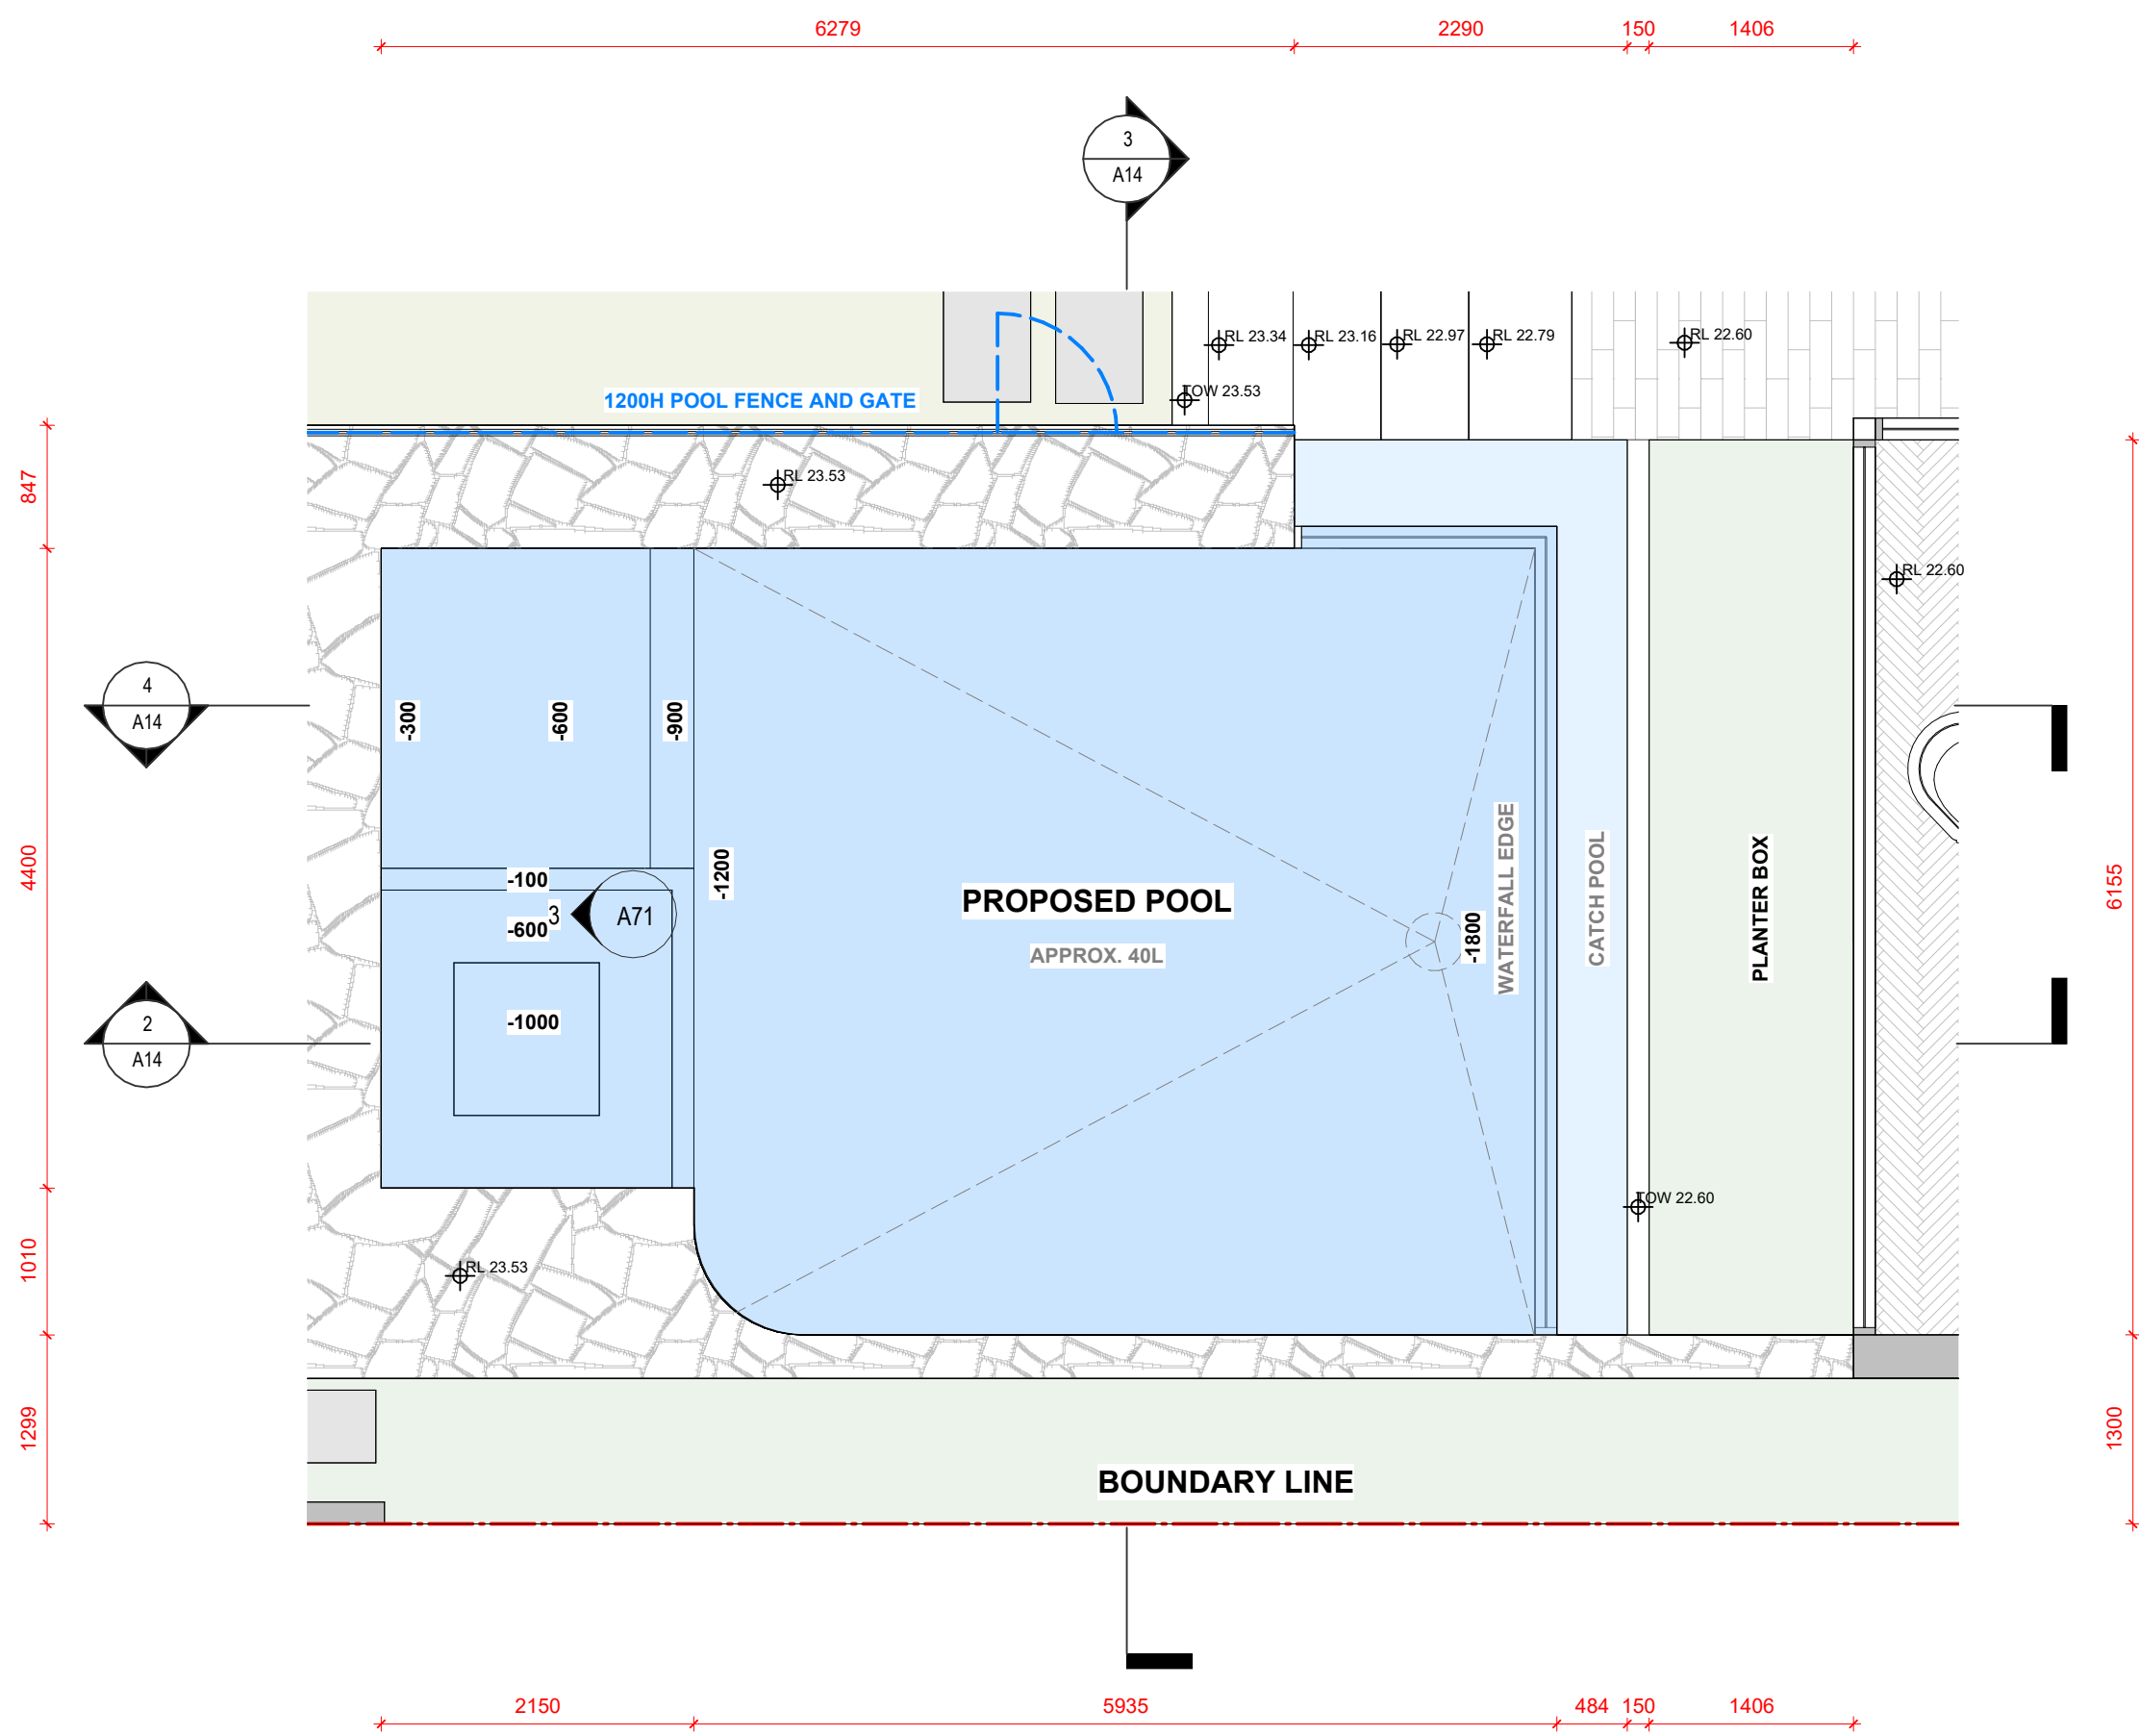 6279
2290
150
1406
3
A14
RL 23.34
RL 23.16
RL 22.97
RL 22.79
RL 22.60
TOW 23.53
1200H POOL FENCE AND GATE
RL 23.53
847
RL 22.60
4
A14
-300
-600
-900
-1200
-100
-600
3
A71
-1000
PROPOSED POOL
APPROX. 40L
-1800
WATERFALL EDGE
CATCH POOL
PLANTER BOX
4400
6155
2
A14
TOW 22.60
RL 23.53
1010
1299
1300
BOUNDARY LINE
2150
5935
484
150
1406